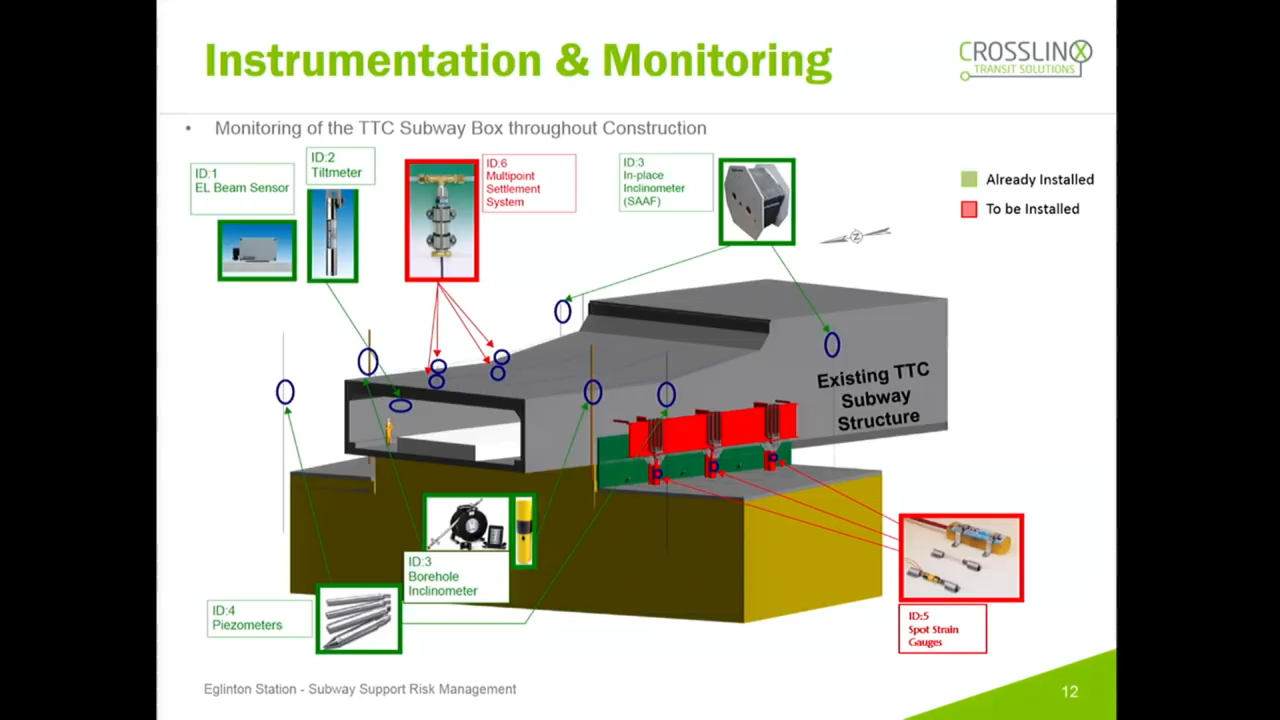 Instrumentation & Monitoring
CROSSLINX
TRANSIT SOLUTIONS
• Monitoring of the TTC Subway Box throughout Construction
ID:1
EL Beam Sensor
ID:2
Tiltmeter
ID:6
Multipoint
Settlement
System
ID:3
In-place
Inclinometer
(SAAF)
Already Installed
To be Installed
Z
Existing TTC
Subway
Structure
ID:3
Borehole
Inclinometer
ID:4
Piezometers
ID:5
Spot Strain
Gauges
Eglinton Station - Subway Support Risk Management
12